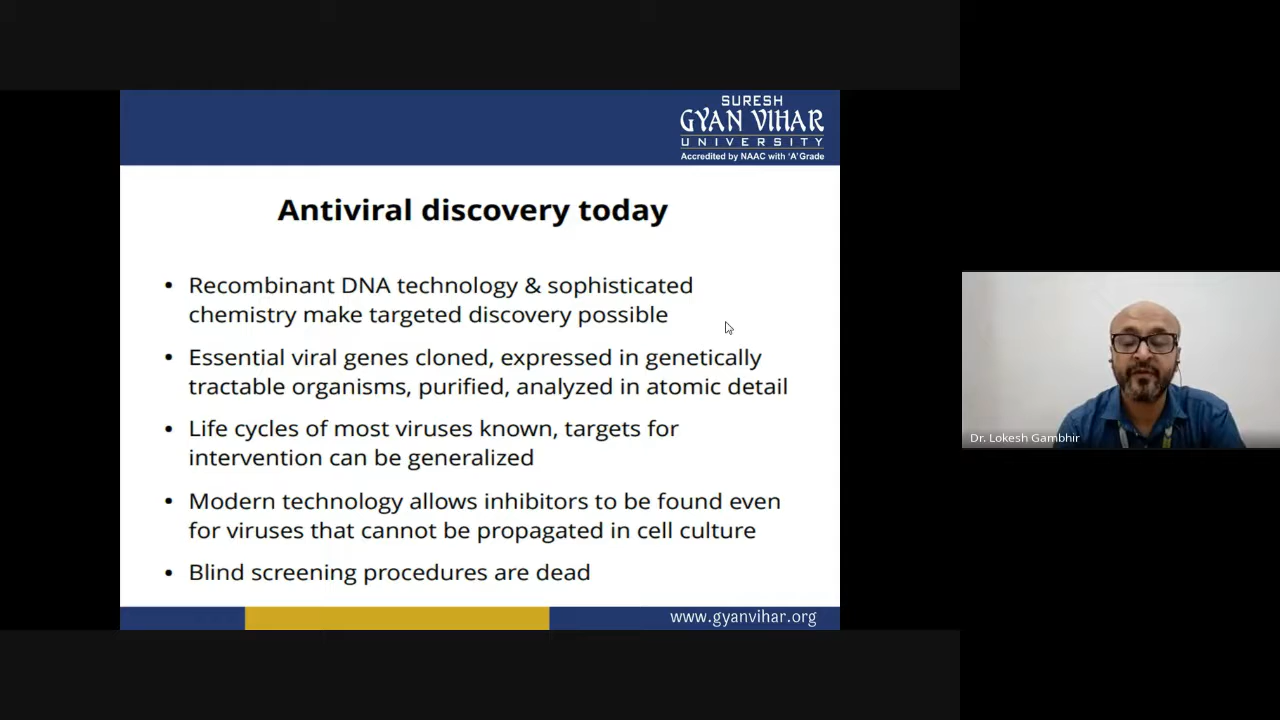 SURESH
GYAN VIHAR
UNIVERSITY
Accredited by NAAC with 'A' Grade
Antiviral discovery today
• Recombinant DNA technology & sophisticated
chemistry make targeted discovery possible
• Essential viral genes cloned, expressed in genetically
tractable organisms, purified, analyzed in atomic detail
• Life cycles of most viruses known, targets for
intervention can be generalized
• Modern technology allows inhibitors to be found even
for viruses that cannot be propagated in cell culture
• Blind screening procedures are dead
www.gyanvihar.org
Dr. Lokesh Gambhir